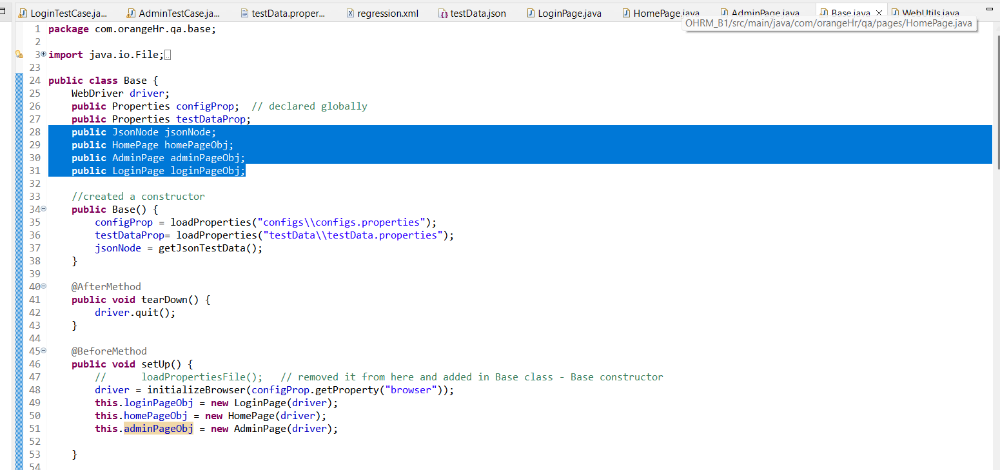 LoginTestCase.ja... AdminTestCase.ja... testData.proper... regression.xml testData.json LoginPage.java HomePage.java AdminPage.java Base.java WebUtils.java
OHRM_B1/src/main/java/com/orangeHr/qa/pages/HomePage.java
1 package com.orangeHr.qa.base;
2
3 import java.io.File;
23
24 public class Base {
25 WebDriver driver;
26 public Properties configProp; // declared globally
27 public Properties testDataProp;
28 public JsonNode jsonNode;
29 public HomePage homePageObj;
30 public AdminPage adminPageObj;
31 public LoginPage loginPageObj;
32
33 //created a constructor
34 public Base() {
35 configProp = loadProperties("configs\\configs.properties");
36 testDataProp= loadProperties("testData\\testData.properties");
37 jsonNode = getJsonTestData();
38 }
39
40 @AfterMethod
41 public void tearDown() {
42 driver.quit();
43 }
44
45 @BeforeMethod
46 public void setUp() {
47 // loadPropertiesFile(); // removed it from here and added in Base class - Base constructor
48 driver = initializeBrowser(configProp.getProperty("browser"));
49 this.loginPageObj = new LoginPage(driver);
50 this.homePageObj = new HomePage(driver);
51 this.adminPageObj = new AdminPage(driver);
52
53 }
54